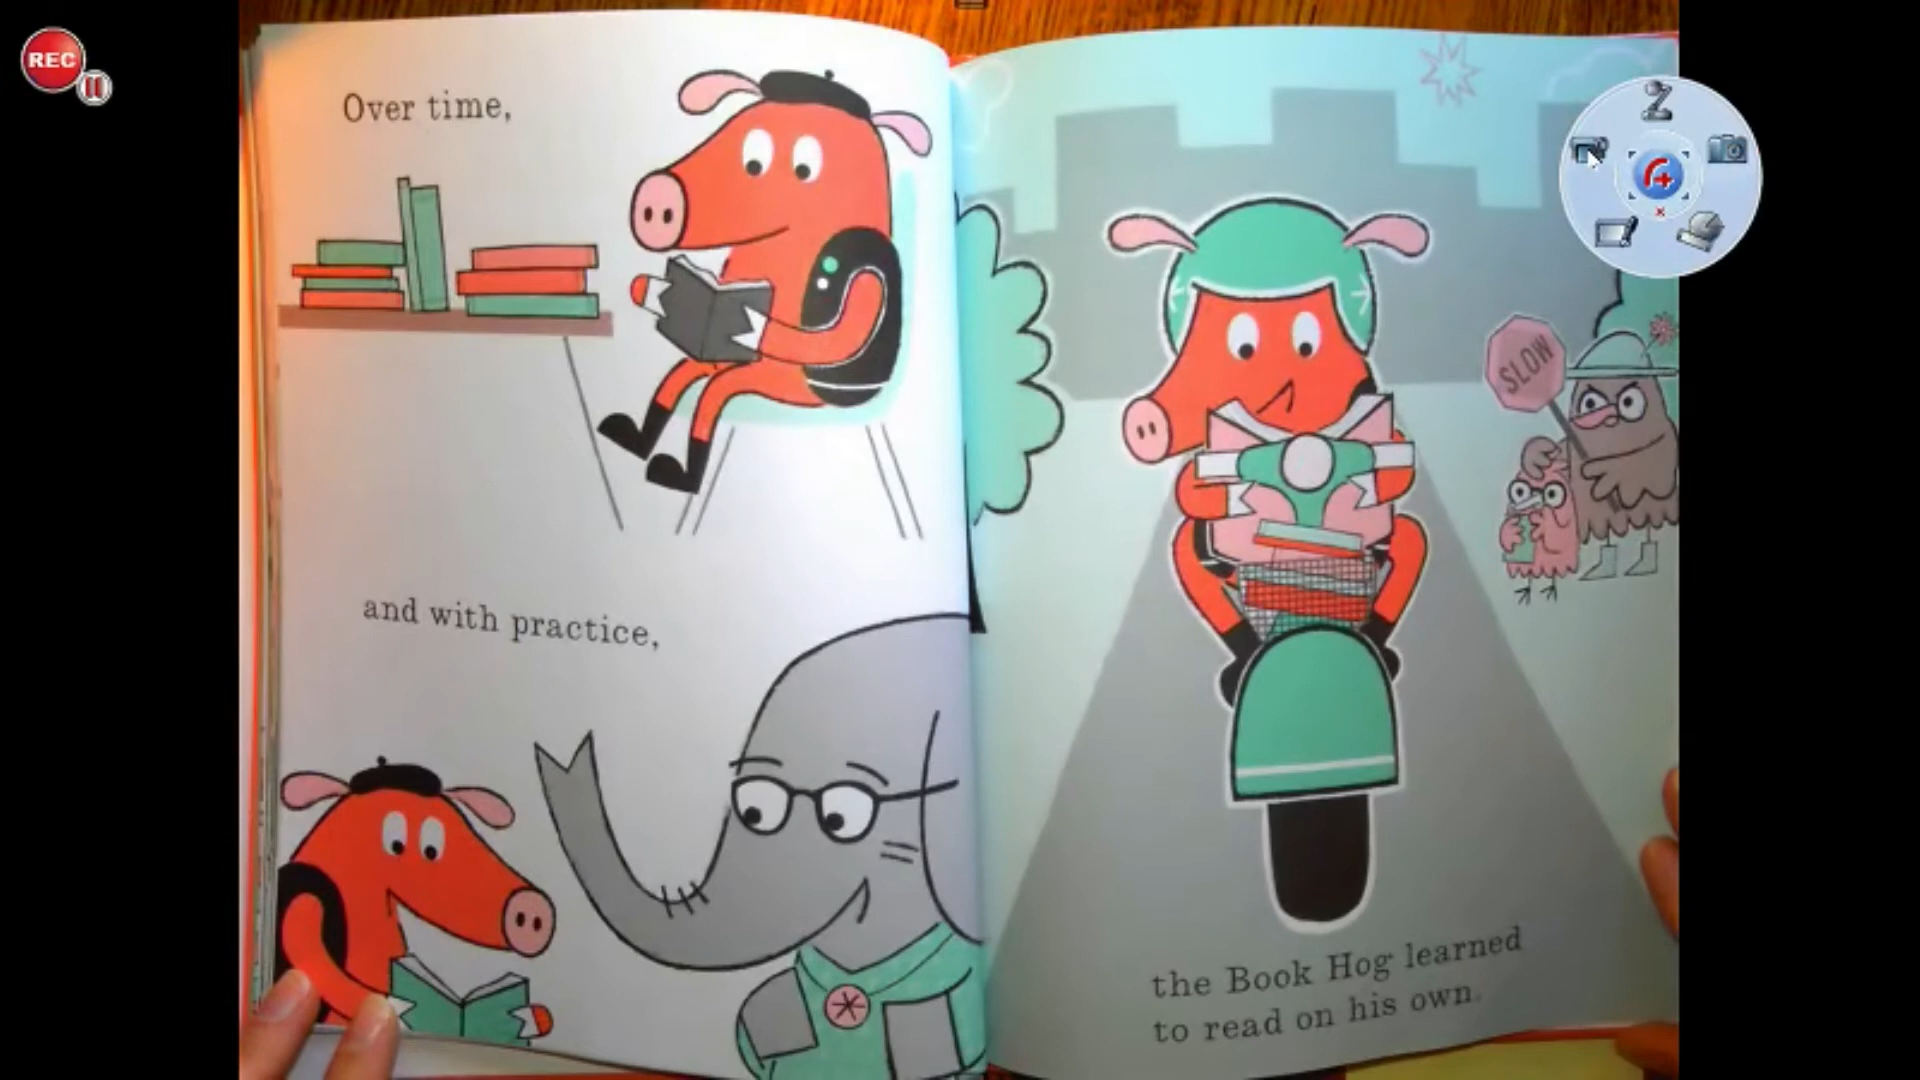 REC
Over time,
and with practice,
SLOW
the Book Hog learned
to read on his own.